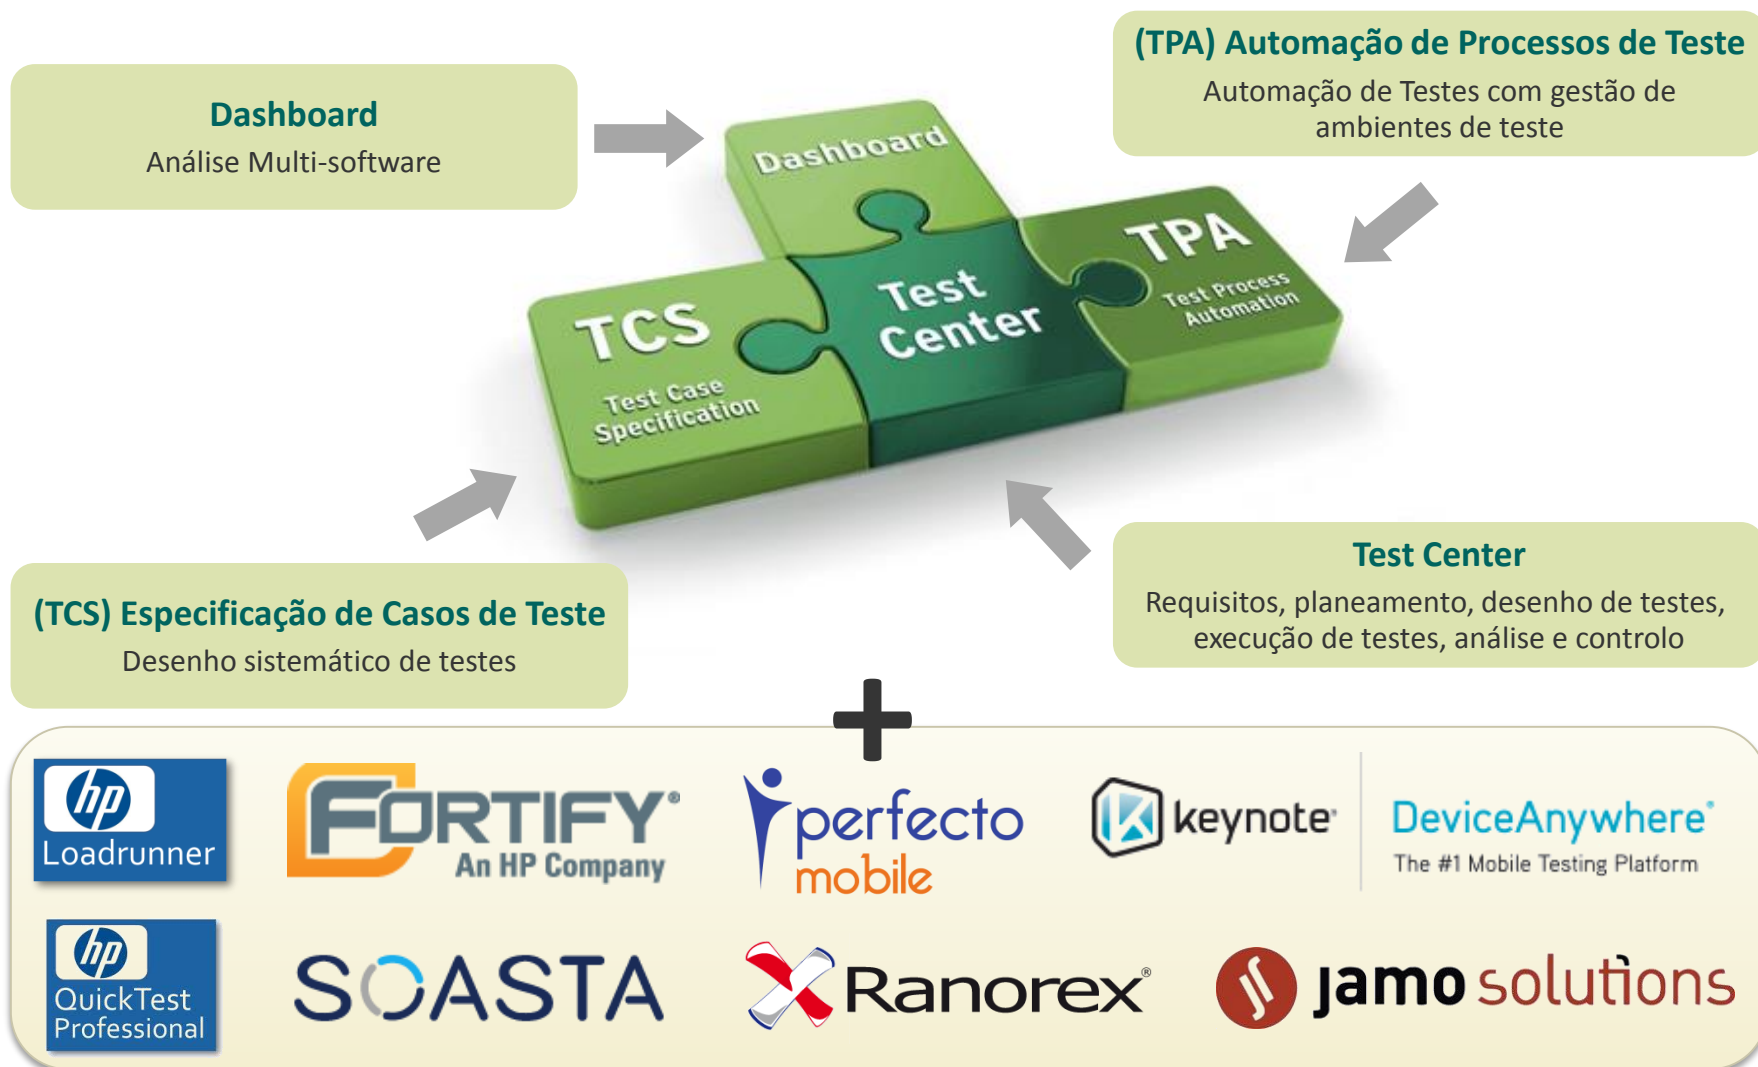 (TPA) Automação de Processos de Teste
Automação de Testes com gestão de
ambientes de teste
Dashboard
Análise Multi-software
Dashboard
TPA
Test Process
Automation
Test
Center
TCS
Test Case
Specification
(TCS) Especificação de Casos de Teste
Desenho sistemático de testes
Test Center
Requisitos, planeamento, desenho de testes,
execução de testes, análise e controlo
+
hp
Loadrunner
FORTIFY®
An HP Company
perfecto
mobile
keynote®
DeviceAnywhere®
The #1 Mobile Testing Platform
hp
QuickTest
Professional
SOASTA
Ranorex®
jamo solutions